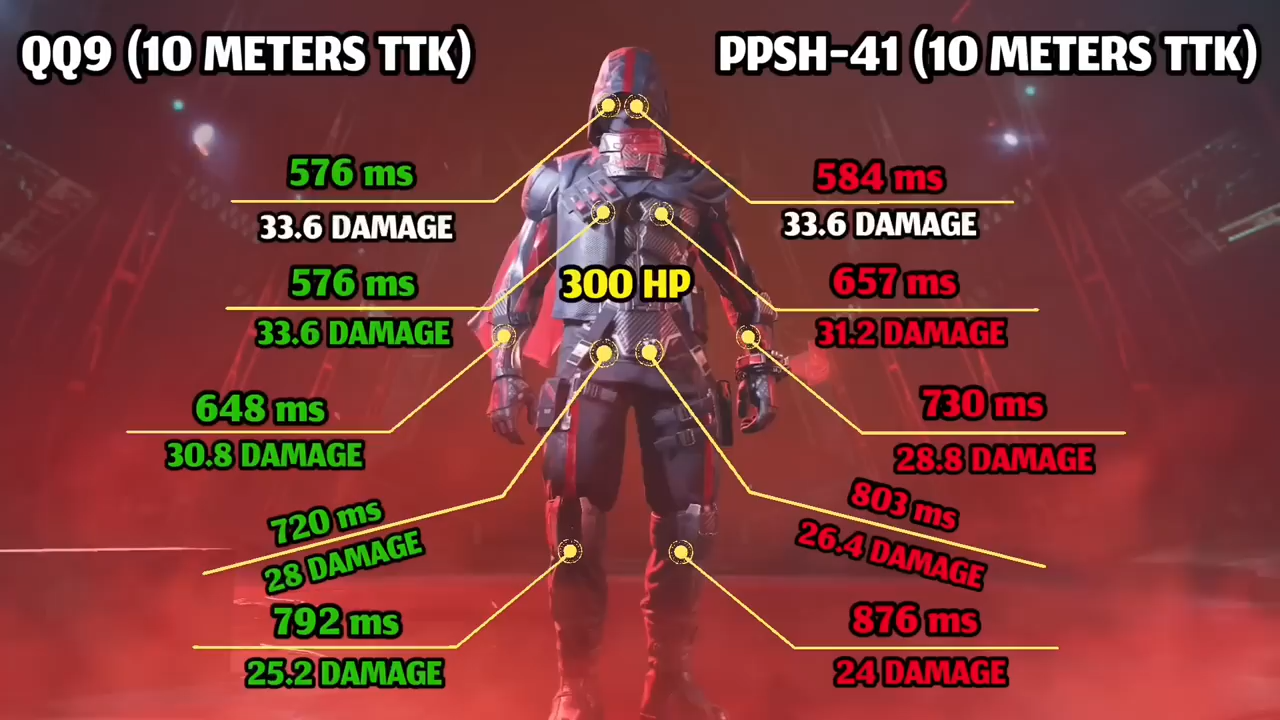 QQ9 (10 METERS TTK)
PPSH-41 (10 METERS TTK)
576 ms
33.6 DAMAGE
584 ms
33.6 DAMAGE
576 ms
33.6 DAMAGE
300 HP
657 ms
31.2 DAMAGE
648 ms
30.8 DAMAGE
730 ms
28.8 DAMAGE
720 ms
28 DAMAGE
803 ms
26.4 DAMAGE
792 ms
25.2 DAMAGE
876 ms
24 DAMAGE